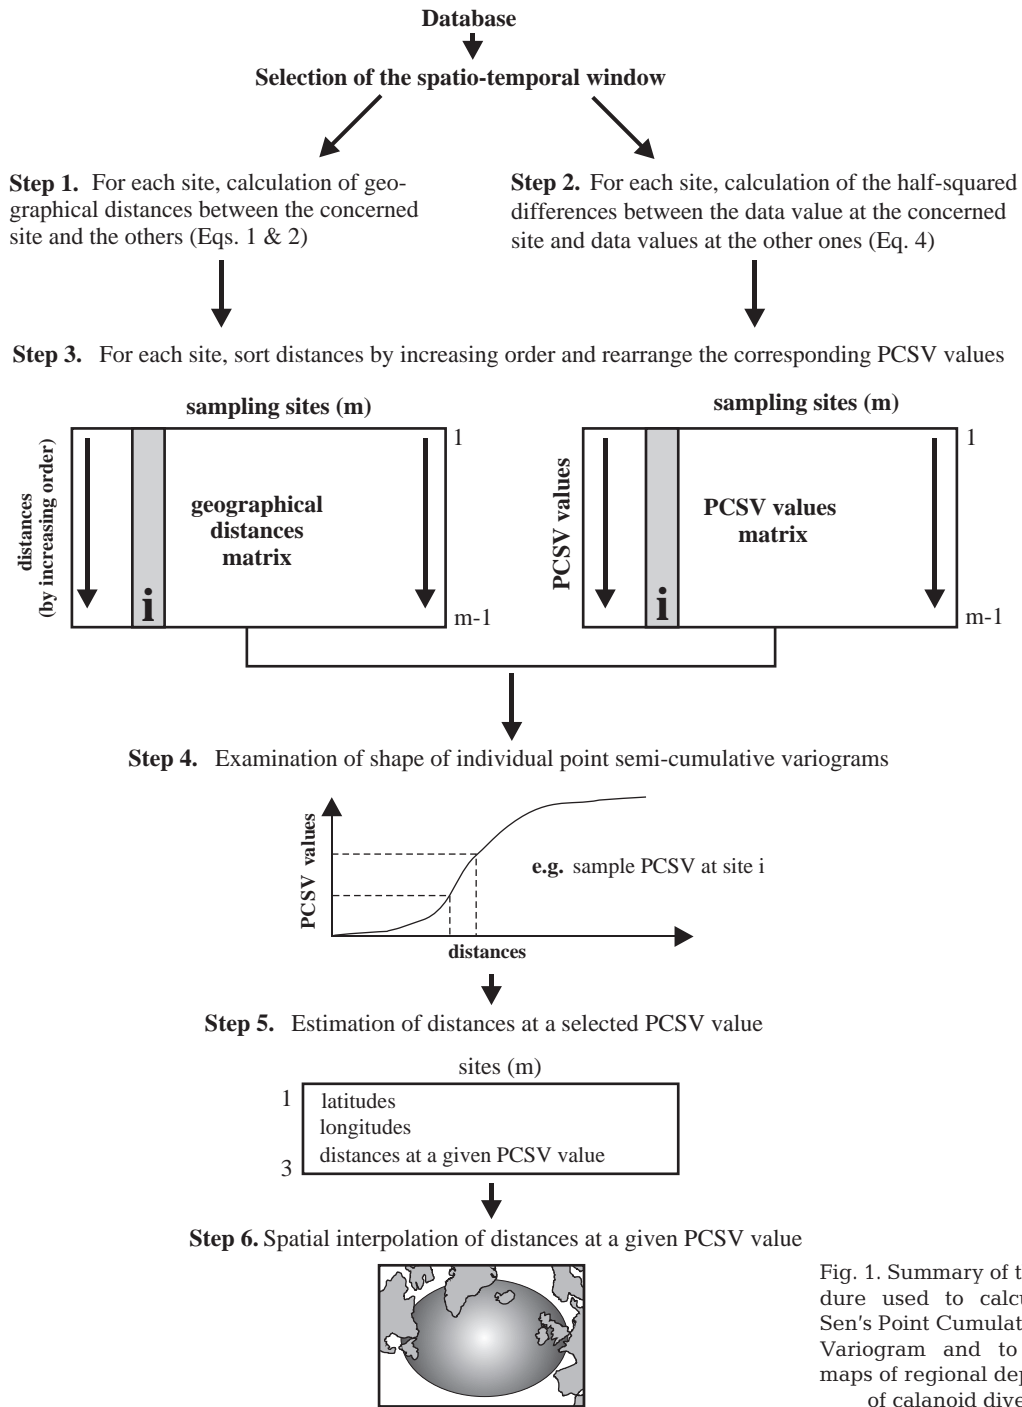 Database
Selection of the spatio-temporal window
Step 1. For each site, calculation of geo-
graphical distances between the concerned
site and the others (Eqs. 1 & 2)
Step 2. For each site, calculation of the half-squared
differences between the data value at the concerned
site and data values at the other ones (Eq. 4)
Step 3. For each site, sort distances by increasing order and rearrange the corresponding PCSV values
sampling sites (m)
distances
(by increasing order)
geographical
distances
matrix
i
1
m-1
sampling sites (m)
PCSV values
PCSV values
matrix
i
1
m-1
Step 4. Examination of shape of individual point semi-cumulative variograms
PCSV values
e.g. sample PCSV at site i
distances
Step 5. Estimation of distances at a selected PCSV value
sites (m)
1
latitudes
longitudes
distances at a given PCSV value
3
Step 6. Spatial interpolation of distances at a given PCSV value
Fig. 1. Summary of t
dure used to calcu
Sen's Point Cumulat
Variogram and to
maps of regional dep
of calanoid dive